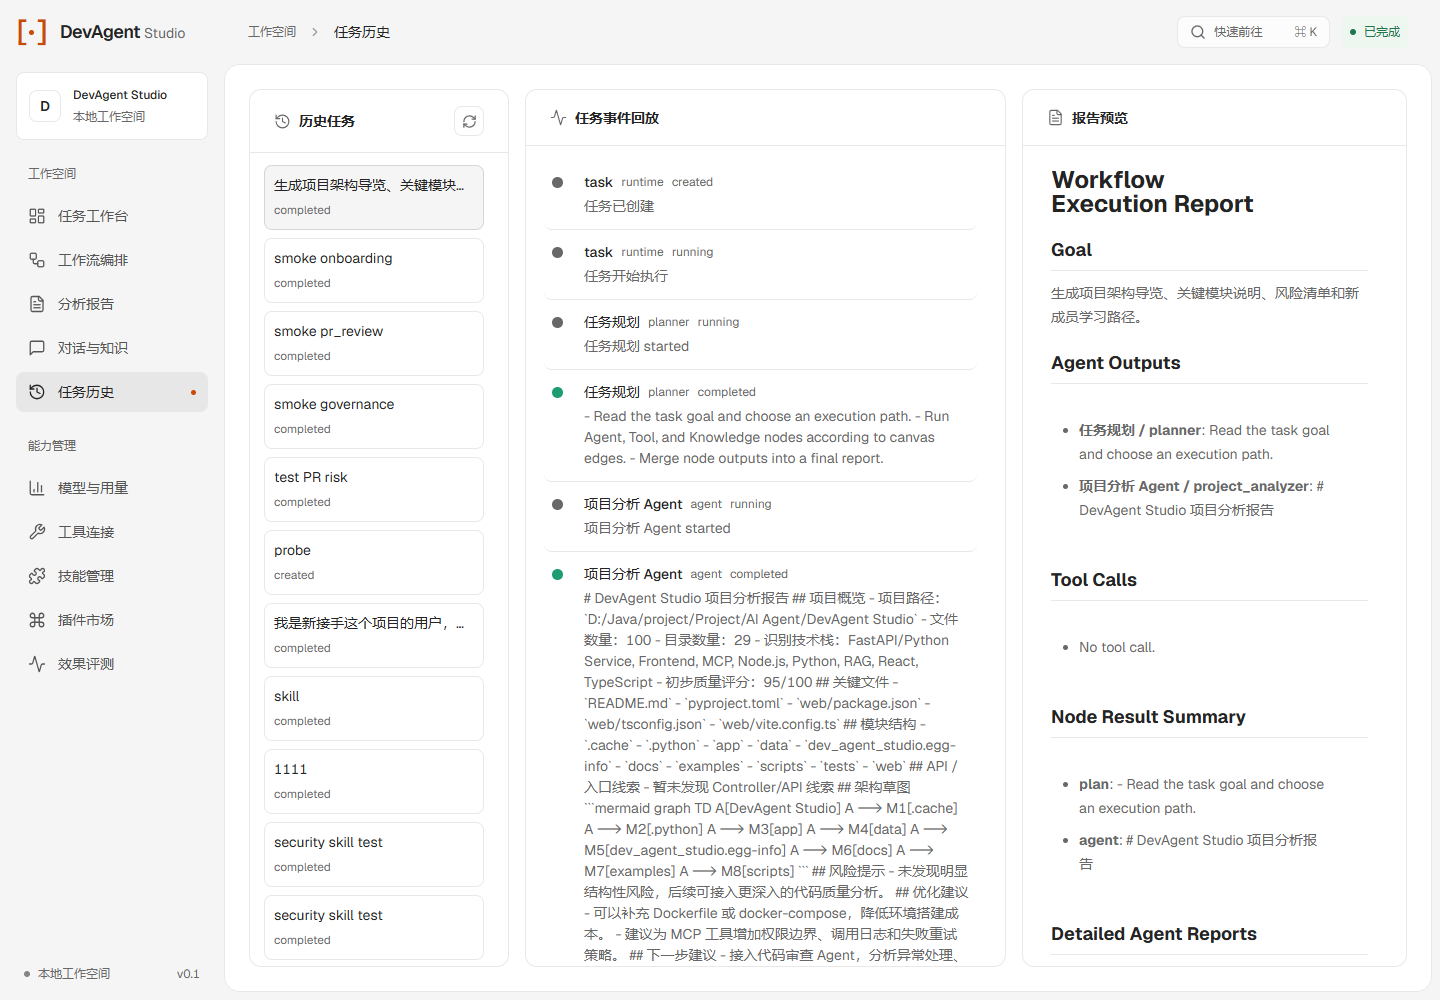 DevAgent Studio
工作空间
任务历史
快速前往
⌘ K
已完成
D
DevAgent Studio
本地工作空间
工作空间
任务工作台
工作流编排
分析报告
对话与知识
任务历史
能力管理
模型与用量
工具连接
技能管理
插件市场
效果评测
本地工作空间
v0.1
历史任务
生成项目架构导览、关键模块...
completed
smoke onboarding
completed
smoke pr_review
completed
smoke governance
completed
test PR risk
completed
probe
created
我是新接手这个项目的用户，...
completed
skill
completed
1111
completed
security skill test
completed
security skill test
completed
任务事件回放
task runtime created
任务已创建
task runtime running
任务开始执行
任务规划 planner running
任务规划 started
任务规划 planner completed
- Read the task goal and choose an execution path. - Run
Agent, Tool, and Knowledge nodes according to canvas
edges. - Merge node outputs into a final report.
项目分析 Agent agent running
项目分析 Agent started
项目分析 Agent agent completed
# DevAgent Studio 项目分析报告 ## 项目概览 - 项目路径：
`D:/Java/project/Project/AI Agent/DevAgent Studio` - 文件
数量：100 - 目录数量：29 - 识别技术栈：FastAPI/Python
Service, Frontend, MCP, Node.js, Python, RAG, React,
TypeScript - 初步质量评分：95/100 ## 关键文件 -
`README.md` - `pyproject.toml` - `web/package.json` -
`web/tsconfig.json` - `web/vite.config.ts` ## 模块结构 -
`.cache` - `.python` - `app` - `data` - `dev_agent_studio.egg-
info` - `docs` - `examples` - `scripts` - `tests` - `web` ## API /
入口线索 - 暂未发现 Controller/API 线索 ## 架构草图
```mermaid graph TD A[DevAgent Studio] A --> M1[.cache]
A --> M2[.python] A --> M3[app] A --> M4[data] A -->
M5[dev_agent_studio.egg-info] A --> M6[docs] A -->
M7[examples] A --> M8[scripts] ``` ## 风险提示 - 未发现明显
结构性风险，后续可接入更深入的代码质量分析。 ## 优化建议
- 可以补充 Dockerfile 或 docker-compose，降低环境搭建成
本。 - 建议为 MCP 工具增加权限边界、调用日志和失败重试
策略。 ## 下一步建议 - 接入代码审查 Agent，分析异常处理、
报告预览
Workflow
Execution Report
Goal
生成项目架构导览、关键模块说明、风险清单和新
成员学习路径。
Agent Outputs
• 任务规划 / planner: Read the task goal
and choose an execution path.
• 项目分析 Agent / project_analyzer: #
DevAgent Studio 项目分析报告
Tool Calls
• No tool call.
Node Result Summary
• plan: - Read the task goal and choose
an execution path.
• agent: # DevAgent Studio 项目分析报
告
Detailed Agent Reports